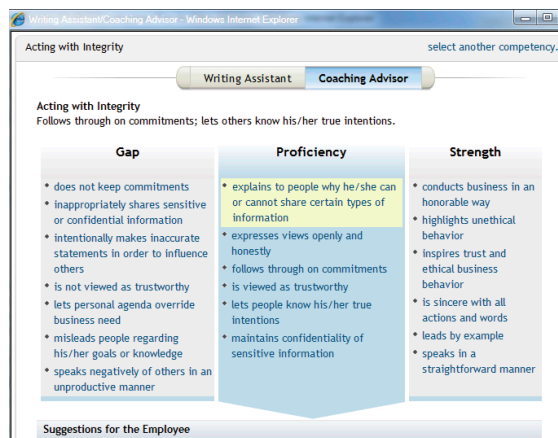 Writing Assistant/Coaching Advisor - Windows Internet Explorer
Acting with Integrity
select another competency.
Writing Assistant
Coaching Advisor
Acting with Integrity
Follows through on commitments; lets others know his/her true intentions.
Gap
• does not keep commitments
• inappropriately shares sensitive
or confidential information
• intentionally makes inaccurate
statements in order to influence
others
• is not viewed as trustworthy
• lets personal agenda override
business need
• misleads people regarding
his/her goals or knowledge
• speaks negatively of others in an
unproductive manner
Proficiency
• explains to people why he/she can
or cannot share certain types of
information
• expresses views openly and
honestly
• follows through on commitments
• is viewed as trustworthy
• lets people know his/her true
intentions
• maintains confidentiality of
sensitive information
Strength
• conducts business in an
honorable way
• highlights unethical
behavior
• inspires trust and
ethical business
behavior
• is sincere with all
actions and words
• leads by example
• speaks in a
straightforward manner
Suggestions for the Employee